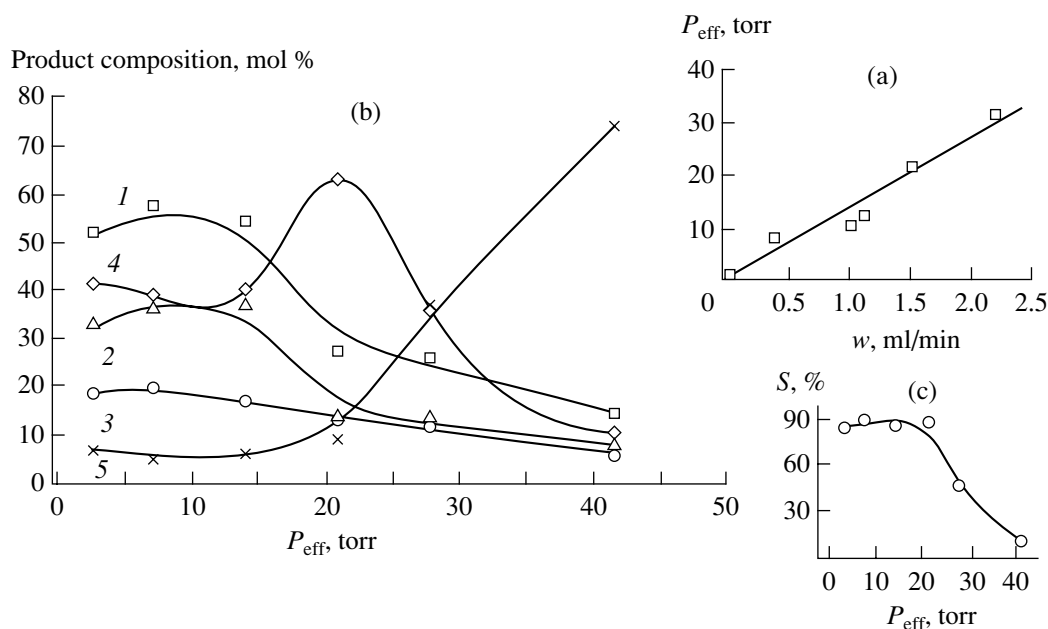 Product composition, mol %
(b)
80
70
60
50
40
30
20
10
0
1
4
2
3
5
0 10 20 30 40 50
P_eff, torr
P_eff, torr
(a)
40
30
20
10
0 0.5 1.0 1.5 2.0 2.5
w, ml/min
S, %
(c)
90
60
30
0 10 20 30 40
P_eff, torr